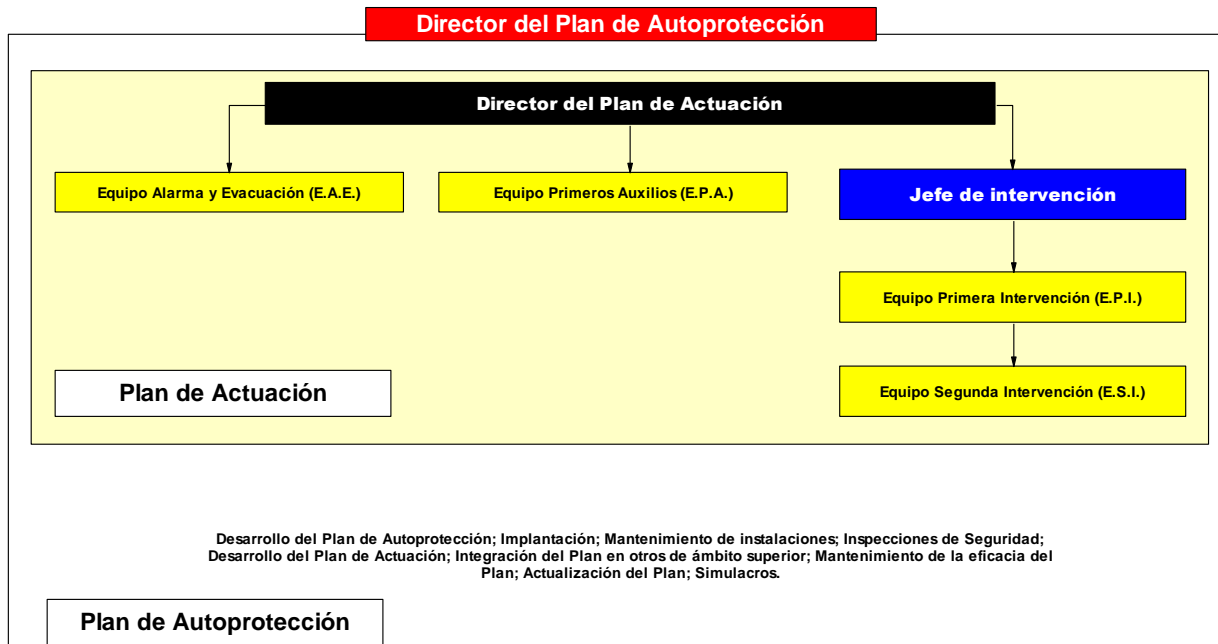 Director del Plan de Autoprotección
Director del Plan de Actuación
Equipo Alarma y Evacuación (E.A.E.)
Equipo Primeros Auxilios (E.P.A.)
Jefe de intervención
Equipo Primera Intervención (E.P.I.)
Plan de Actuación
Equipo Segunda Intervención (E.S.I.)
Desarrollo del Plan de Autoprotección; Implantación; Mantenimiento de instalaciones; Inspecciones de Seguridad;
Desarrollo del Plan de Actuación; Integración del Plan en otros de ámbito superior; Mantenimiento de la eficacia del
Plan; Actualización del Plan; Simulacros.
Plan de Autoprotección